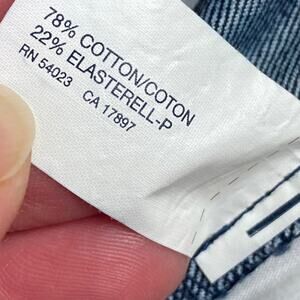 78% COTTON/COTON
22% ELASTERELL-P
RN 54023 CA 17897